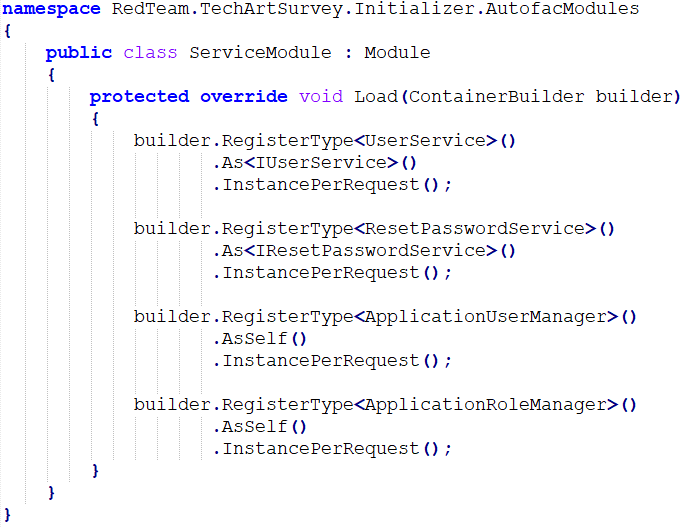 namespace RedTeam.TechArtSurvey.Initializer.AutofacModules
{
    public class ServiceModule : Module
    {
        protected override void Load(ContainerBuilder builder)
        {
            builder.RegisterType<UserService>()
                   .As<IUserService>()
                   .InstancePerRequest();

            builder.RegisterType<ResetPasswordService>()
                   .As<IResetPasswordService>()
                   .InstancePerRequest();

            builder.RegisterType<ApplicationUserManager>()
                   .AsSelf()
                   .InstancePerRequest();

            builder.RegisterType<ApplicationRoleManager>()
                   .AsSelf()
                   .InstancePerRequest();
        }
    }
}